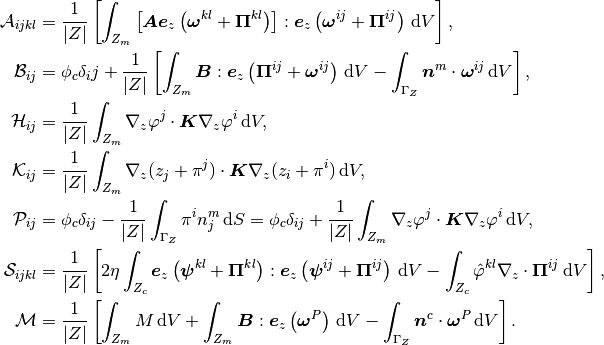 \mathcal{A}_{ijkl} = \frac{1}{|Z|} \left[ \int_{Z_m} \left[ \boldsymbol{A} \boldsymbol{e}_z \left( \boldsymbol{\omega}^{kl} + \boldsymbol{\Pi}^{kl} \right) \right] : \boldsymbol{e}_z \left( \boldsymbol{\omega}^{ij} + \boldsymbol{\Pi}^{ij} \right) \, \mathrm{d}V \right],
\mathcal{B}_{ij} = \phi_c \delta_i j + \frac{1}{|Z|} \left[ \int_{Z_m} \boldsymbol{B} : \boldsymbol{e}_z \left( \boldsymbol{\Pi}^{ij} + \boldsymbol{\omega}^{ij} \right) \, \mathrm{d}V - \int_{\Gamma_Z} \boldsymbol{n}^m \cdot \boldsymbol{\omega}^{ij} \, \mathrm{d}V \right],
\mathcal{H}_{ij} = \frac{1}{|Z|} \int_{Z_m} \nabla_z \varphi^j \cdot \boldsymbol{K} \nabla_z \varphi^i \, \mathrm{d}V,
\mathcal{K}_{ij} = \frac{1}{|Z|} \int_{Z_m} \nabla_z (z_j + \pi^j) \cdot \boldsymbol{K} \nabla_z (z_i + \pi^i) \, \mathrm{d}V,
\mathcal{P}_{ij} = \phi_c \delta_{ij} - \frac{1}{|Z|} \int_{\Gamma_Z} \pi^i n_j^m \, \mathrm{d}S = \phi_c \delta_{ij} + \frac{1}{|Z|} \int_{Z_m} \nabla_z \varphi^j \cdot \boldsymbol{K} \nabla_z \varphi^i \, \mathrm{d}V,
\mathcal{S}_{ijkl} = \frac{1}{|Z|} \left[ 2\eta \int_{Z_c} \boldsymbol{e}_z \left( \boldsymbol{\psi}^{kl} + \boldsymbol{\Pi}^{kl} \right) : \boldsymbol{e}_z \left( \boldsymbol{\psi}^{ij} + \boldsymbol{\Pi}^{ij} \right) \, \mathrm{d}V - \int_{Z_c} \hat{\varphi}^{kl} \nabla_z \cdot \boldsymbol{\Pi}^{ij} \, \mathrm{d}V \right],
\mathcal{M} = \frac{1}{|Z|} \left[ \int_{Z_m} M \, \mathrm{d}V + \int_{Z_m} \boldsymbol{B} : \boldsymbol{e}_z \left( \boldsymbol{\omega}^P \right) \, \mathrm{d}V - \int_{\Gamma_Z} \boldsymbol{n}^c \cdot \boldsymbol{\omega}^P \, \mathrm{d}V \right].